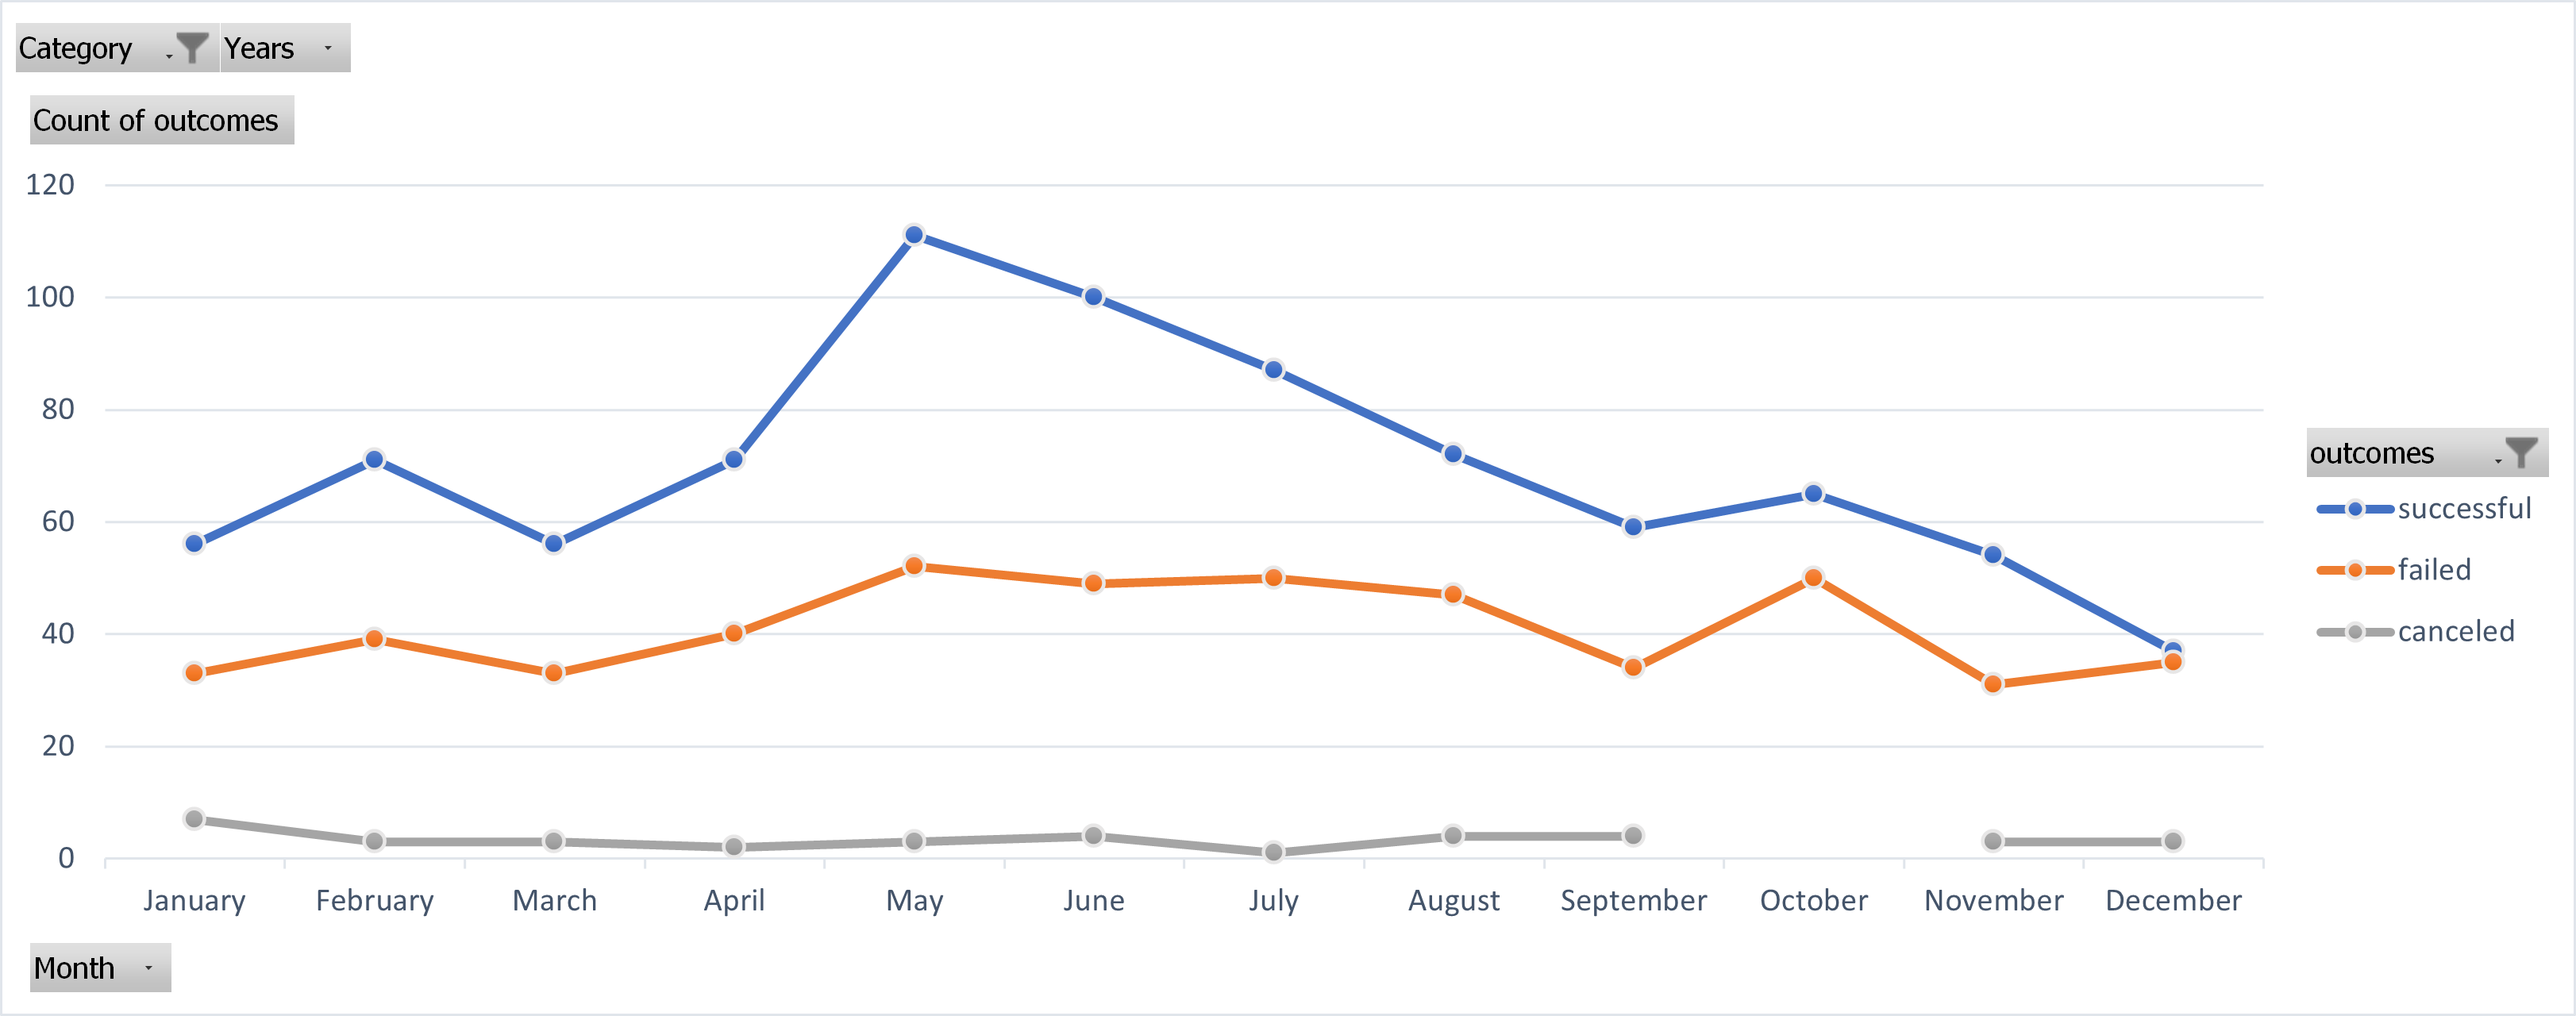 Category Years
Count of outcomes
120
100
80
60
40
20
0
January February March April May June July August September October November December
outcomes
successful
failed
canceled
Month